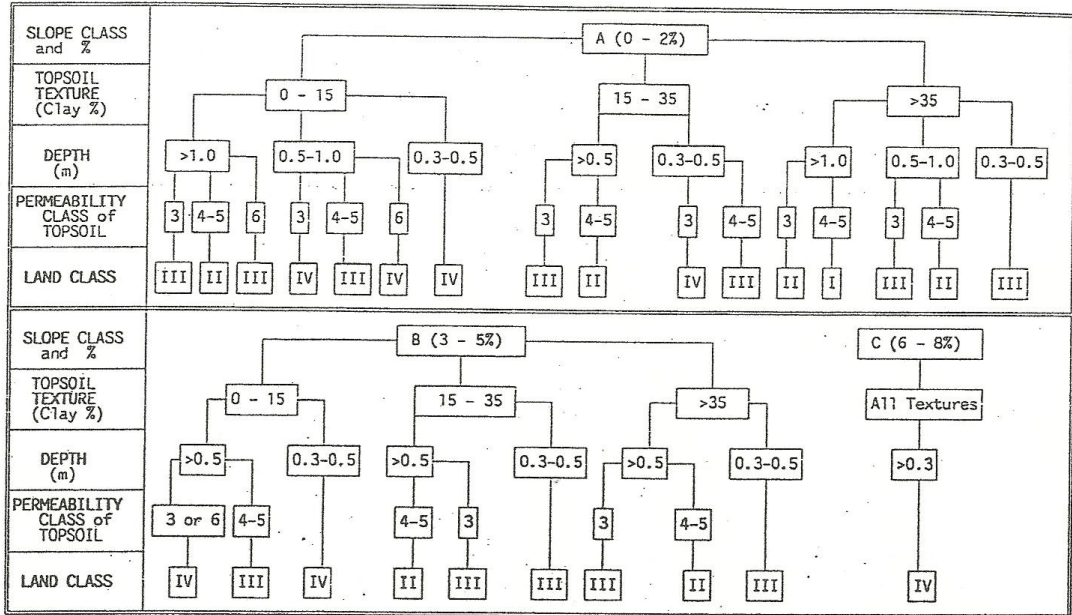 SLOPE CLASS
and %
A (0 - 2%)
TOPSOIL
TEXTURE
(Clay %)
0 - 15
15 - 35
>35
DEPTH
(m)
>1.0
0.5-1.0
0.3-0.5
>0.5
0.3-0.5
>1.0
0.5-1.0
0.3-0.5
PERMEABILITY
CLASS of
TOPSOIL
3
4-5
6
3
4-5
6
3
4-5
3
4-5
3
4-5
3
4-5
LAND CLASS
III
II
III
IV
III
IV
IV
III
II
IV
III
II
I
III
II
III
SLOPE CLASS
and %
B (3 - 5%)
C (6 - 8%)
TOPSOIL
TEXTURE
(Clay %)
0 - 15
15 - 35
>35
All Textures
DEPTH
(m)
>0.5
0.3-0.5
>0.5
0.3-0.5
>0.5
0.3-0.5
>0.3
PERMEABILITY
CLASS of
TOPSOIL
3 or 6
4-5
4-5
3
3
4-5
LAND CLASS
IV
III
IV
II
III
III
III
II
III
IV